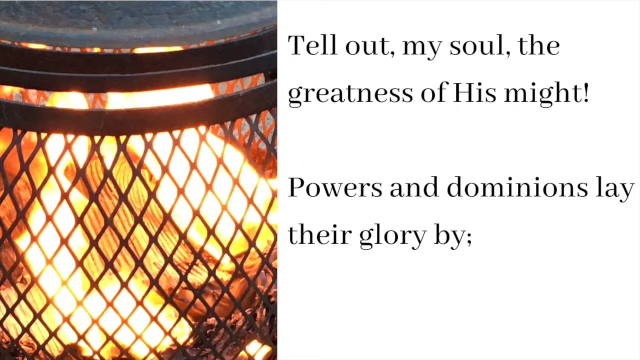 Tell out, my soul, the
greatness of His might!
Powers and dominions lay
their glory by;